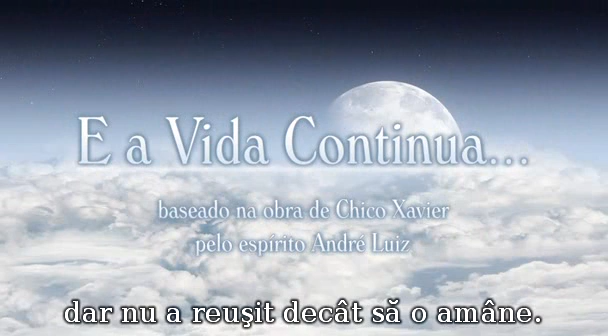 E a Vida Continua...
baseado na obra de Chico Xavier
pelo espírito André Luiz
dar nu a reuşit decât să o amâne.